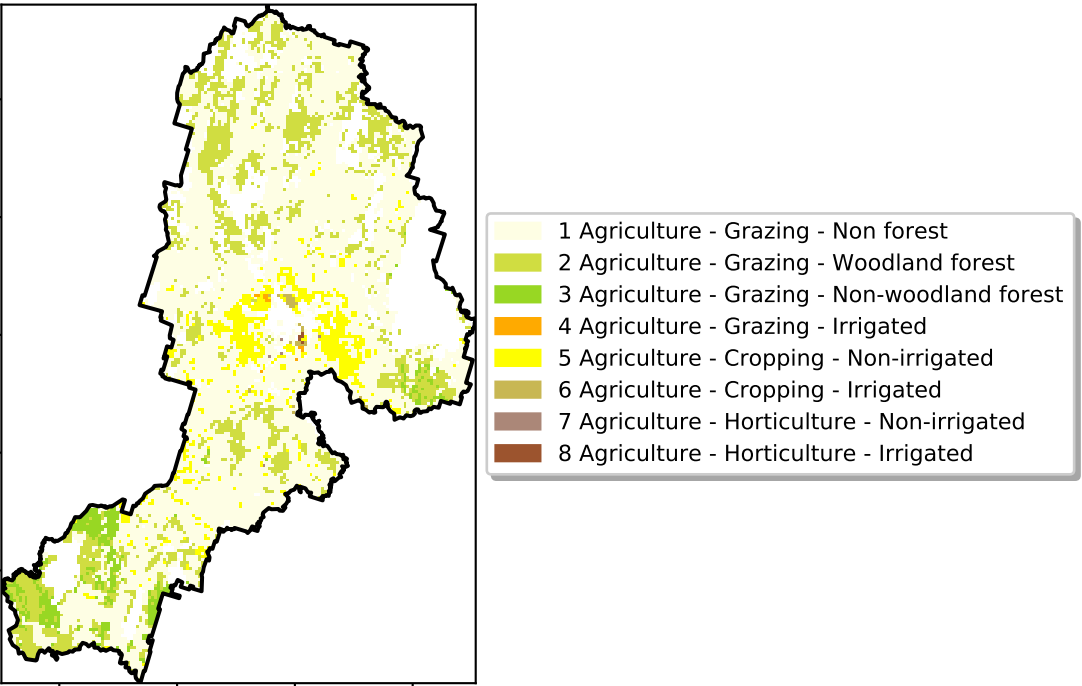 1 Agriculture - Grazing - Non forest
2 Agriculture - Grazing - Woodland forest
3 Agriculture - Grazing - Non-woodland forest
4 Agriculture - Grazing - Irrigated
5 Agriculture - Cropping - Non-irrigated
6 Agriculture - Cropping - Irrigated
7 Agriculture - Horticulture - Non-irrigated
8 Agriculture - Horticulture - Irrigated